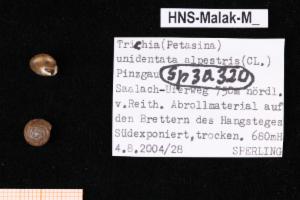 HNS-Malak-M_
Trichia(Petasina)
unidentata alpestris(CL.)
Pinzgau
sp3a320
Saalach-Uferweg 750m nördl.
v.Reith. Abrollmaterial auf
den Brettern des Hangsteges
Südexponiert,trocken. 680mH
4.8.2004/28 SPERLING